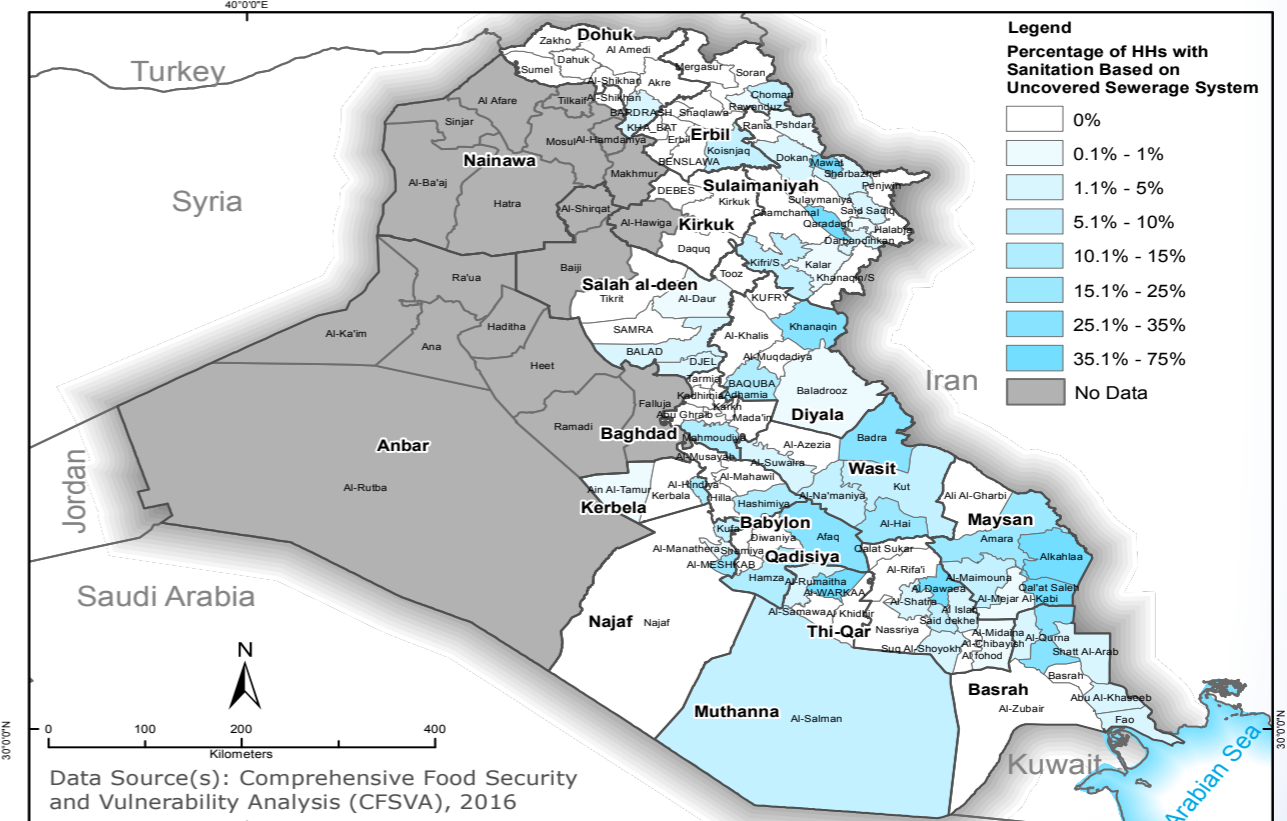 40°0'0"E
Turkey
Syria
Jordan
Saudi Arabia
Iran
Kuwait
Arabian Sea
Legend
Percentage of HHs with
Sanitation Based on
Uncovered Sewerage System
0%
0.1% - 1%
1.1% - 5%
5.1% - 10%
10.1% - 15%
15.1% - 25%
25.1% - 35%
35.1% - 75%
No Data
Dohuk
Zakho
Al Amedi
Dahuk
Sumel
Al-Shikhan
Al-Shikhan
Akre
Mergasur
Soran
Choman
Rawanduz
BARDRASH
Shaqlawa
KHA_BAT
Erbil
Erbil
Rania
Pshdar
Koisnjaq
BENSLAWA
Dokan
Mawat
Sharbazher
Penjwin
Nainawa
Al Afare
Tilkaif
Sinjar
Mosul
Al-Hamdaniya
Al-Ba'aj
Hatra
Makhmur
Al-Shirqat
Sulaimaniyah
Sulaymaniya
Chamchamal
Said Sadiq
Qaradagh
Halabja
Darbandihkan
Kifri/S
Kalar
Khanaqin/S
DEBES
Kirkuk
Al-Hawiga
Kirkuk
Daquq
Tooz
Baiji
Salah al-deen
Tikrit
Al-Daur
SAMRA
BALAD
DJEL
KUFRY
Khanaqin
Al-Khalis
Al-Muqdadiya
BAQUBA
Baladrooz
Diyala
Ra'ua
Al-Ka'im
Ana
Haditha
Heet
Ramadi
Falluja
Anbar
Al-Rutba
Tarmia
Kadhimia
Adhamia
Karkh
Abu Ghraib
Mada'in
Baghdad
Mahmoudiya
Al-Azezia
Badra
Al-Suwaira
Wasit
Kut
Al-Na'maniya
Al-Hai
Al-Musayab
Al-Mahawil
Al-Hindiya
Hilla
Hashimiya
Babylon
Ain Al-Tamur
Kerbala
Kerbela
Kufa
Al-Manathera
Al-MESHKAB
Najaf
Najaf
Diwaniya
Afaq
Shamiya
Qadisiya
Hamza
Al-Rumaitha
Al-WARKAA
Al-Samawa
Al Khidhir
Muthanna
Al-Salman
Qalat Sukar
Al-Rifa'i
Al Dawaea
Al-Shatra
Al Islah
Said dekhel
Nassriya
Thi-Qar
Suq Al-Shoyokh
Al-Chibayish
Al fohod
Ali Al-Gharbi
Maysan
Amara
Alkahlaa
Al-Maimouna
Qal'at Saleh
Al-Mejar Al-Kabi
Al-Midaina
Al-Qurna
Shatt Al-Arab
Basrah
Basrah
Al-Zubair
Abu Al-Khaseeb
Fao
N
0 100 200 400
Kilometers
30°0'0"N
30°0'0"N
Data Source(s): Comprehensive Food Security
and Vulnerability Analysis (CFSVA), 2016